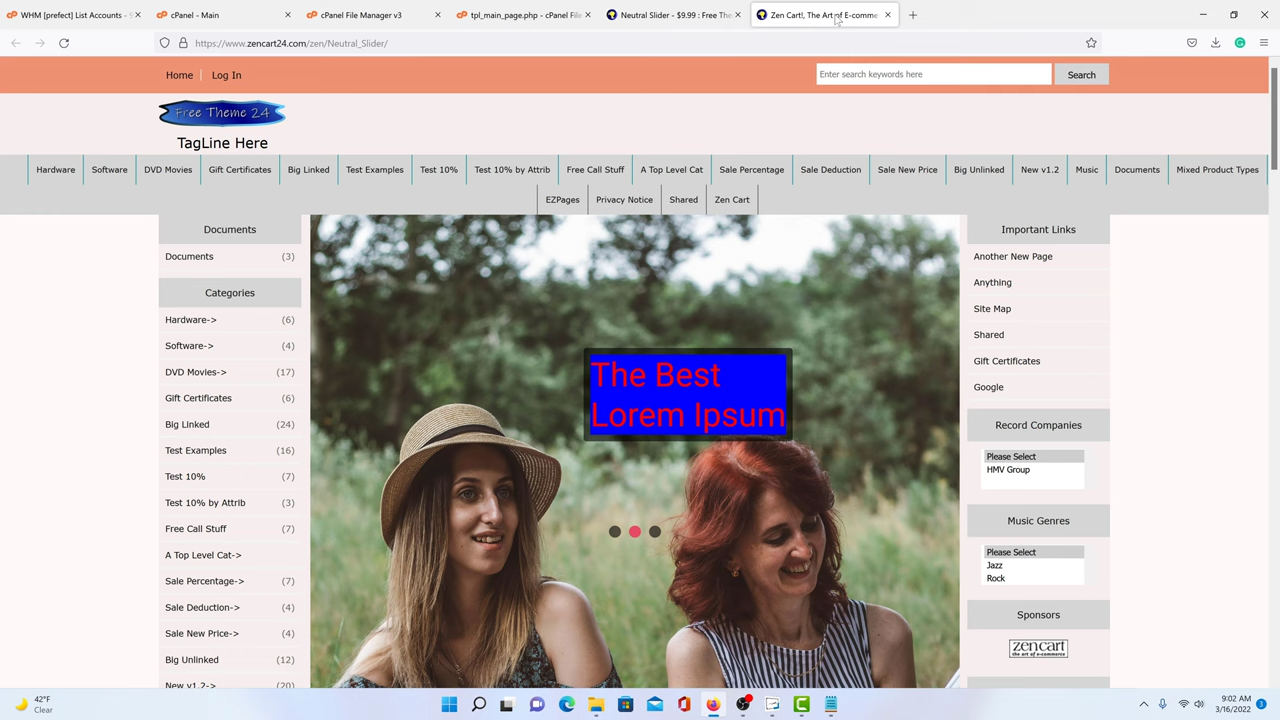 WHM [prefect] List Accounts - 
cPanel - Main
cPanel File Manager v3
tpl_main_page.php - cPanel File
Neutral Slider - $9.99 : Free The
Zen Cart!, The Art of E-comme
https://www.zencart24.com/zen/Neutral_Slider/
Home
Log In
Enter search keywords here
Search
Free Theme 24
TagLine Here
Hardware
Software
DVD Movies
Gift Certificates
Big Linked
Test Examples
Test 10%
Test 10% by Attrib
Free Call Stuff
A Top Level Cat
Sale Percentage
Sale Deduction
Sale New Price
Big Unlinked
New v1.2
Music
Documents
Mixed Product Types
EZPages
Privacy Notice
Shared
Zen Cart
Documents
Documents (3)
Categories
Hardware-> (6)
Software-> (4)
DVD Movies-> (17)
Gift Certificates (6)
Big Linked (24)
Test Examples (16)
Test 10% (7)
Test 10% by Attrib (3)
Free Call Stuff (7)
A Top Level Cat->
Sale Percentage-> (7)
Sale Deduction-> (4)
Sale New Price-> (4)
Big Unlinked (12)
New v1.2-> (20)
The Best
Lorem Ipsum
Important Links
Another New Page
Anything
Site Map
Shared
Gift Certificates
Google
Record Companies
Please Select
HMV Group
Music Genres
Please Select
Jazz
Rock
Sponsors
zencart
the art of e-commerce
42°F
Clear
9:02 AM
3/16/2022
3